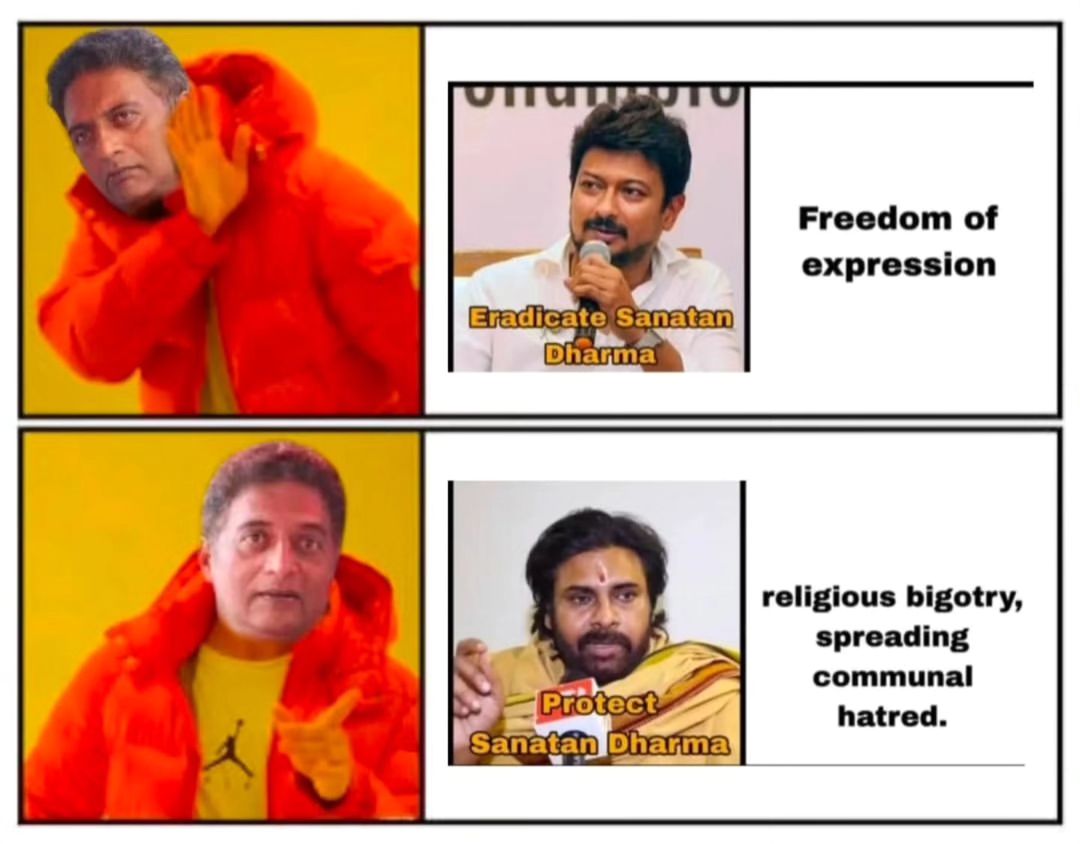 Freedom of
expression
Eradicate Sanatan
Dharma
religious bigotry,
spreading
communal
hatred.
Protect
Sanatan Dharma